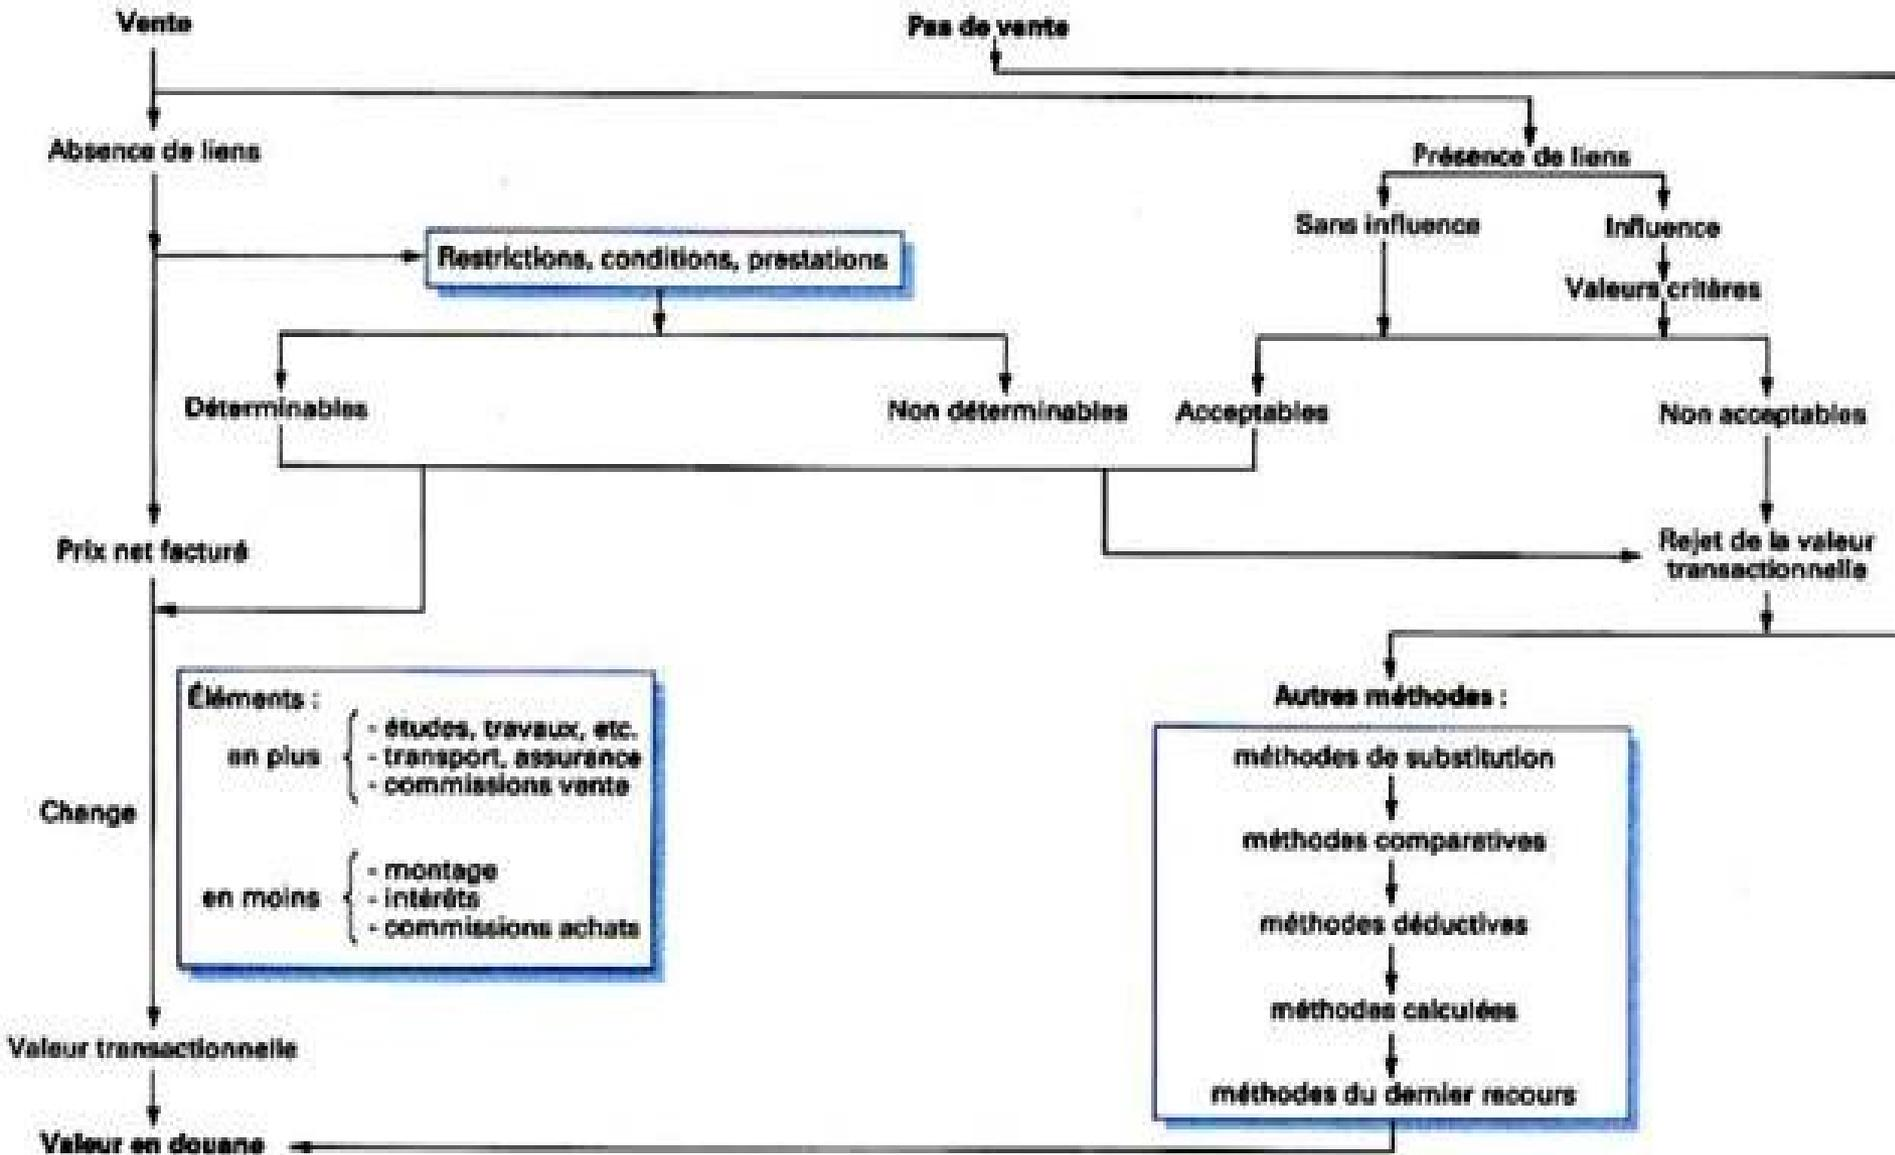 Vente
Pas de vente
Absence de liens
Présence de liens
Sans influence
Influence
Restrictions, conditions, prestations
Valeurs critères
Déterminables
Non déterminables
Acceptables
Non acceptables
Prix net facturé
Rejet de la valeur
transactionnelle
Éléments :
en plus
- études, travaux, etc.
- transport, assurance
- commissions vente
Change
en moins
- montage
- intérêts
- commissions achats
Autres méthodes :
méthodes de substitution
méthodes comparatives
méthodes déductives
méthodes calculées
méthodes du dernier recours
Valeur transactionnelle
Valeur en douane